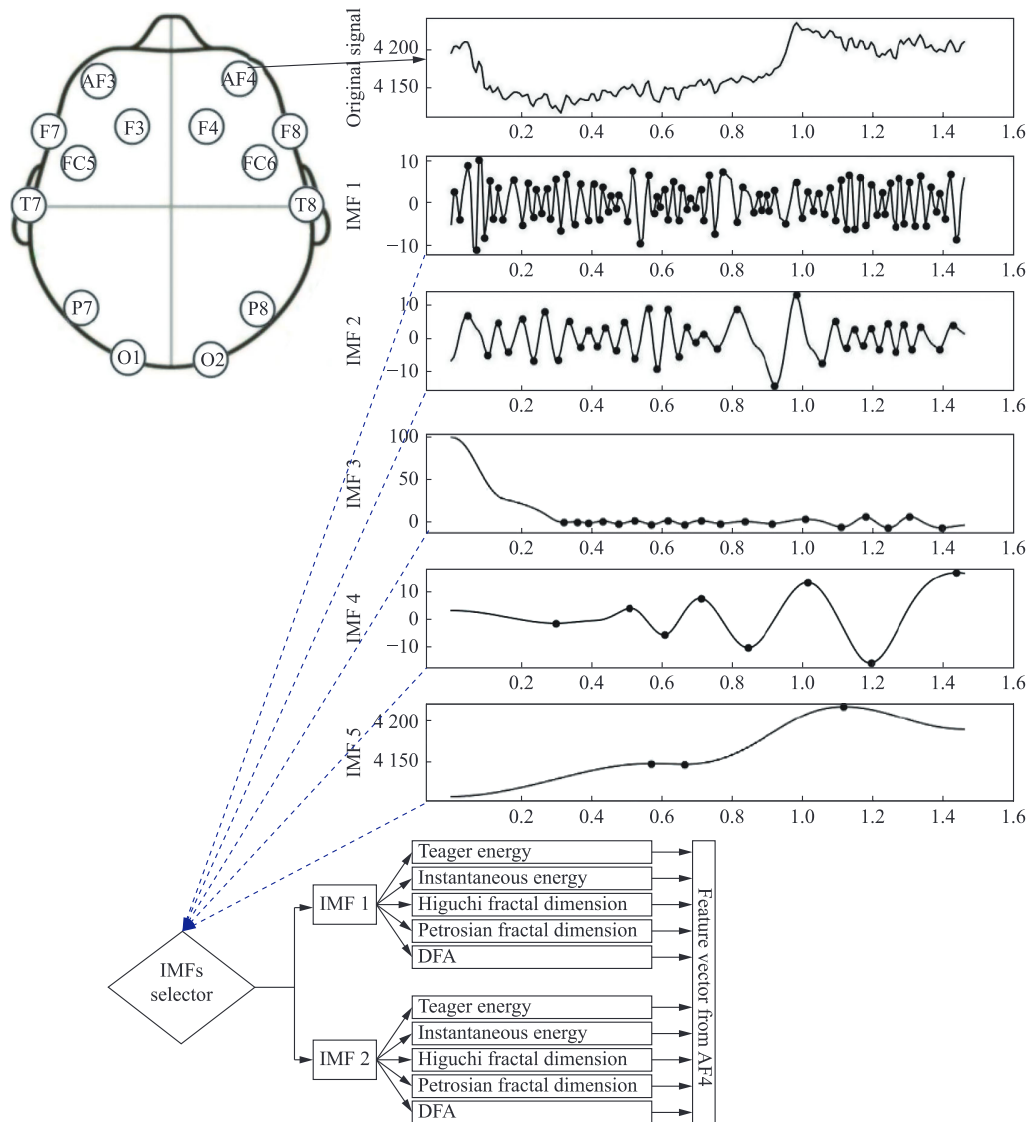 AF3
AF4
F7
F3
F4
F8
FC5
FC6
T7
T8
P7
P8
O1
O2
Original signal
4 200
4 150
0.2 0.4 0.6 0.8 1.0 1.2 1.4 1.6
IMF 1
10
0
−10
0.2 0.4 0.6 0.8 1.0 1.2 1.4 1.6
IMF 2
10
0
−10
0.2 0.4 0.6 0.8 1.0 1.2 1.4 1.6
IMF 3
100
50
0
0.2 0.4 0.6 0.8 1.0 1.2 1.4 1.6
IMF 4
10
0
−10
0.2 0.4 0.6 0.8 1.0 1.2 1.4 1.6
IMF 5
4 200
4 150
0.2 0.4 0.6 0.8 1.0 1.2 1.4 1.6
IMFs
selector
IMF 1
Teager energy
Instantaneous energy
Higuchi fractal dimension
Petrosian fractal dimension
DFA
IMF 2
Teager energy
Instantaneous energy
Higuchi fractal dimension
Petrosian fractal dimension
DFA
Feature vector from AF4